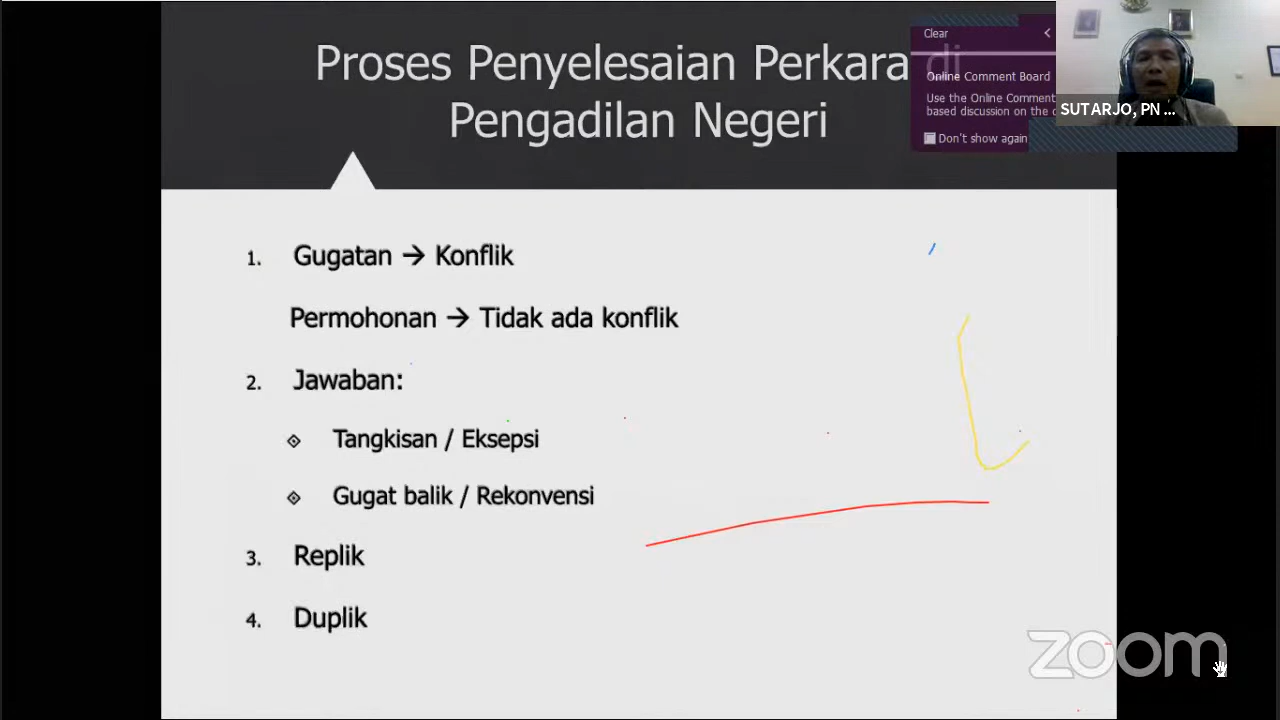 Proses Penyelesaian Perkara di
Pengadilan Negeri
Clear
Online Comment Board
Use the Online Comment
based discussion on the
Don't show again
SUTARJO, PN ...
1. Gugatan → Konflik
Permohonan → Tidak ada konflik
2. Jawaban:
Tangkisan / Eksepsi
Gugat balik / Rekonvensi
3. Replik
4. Duplik
zoom